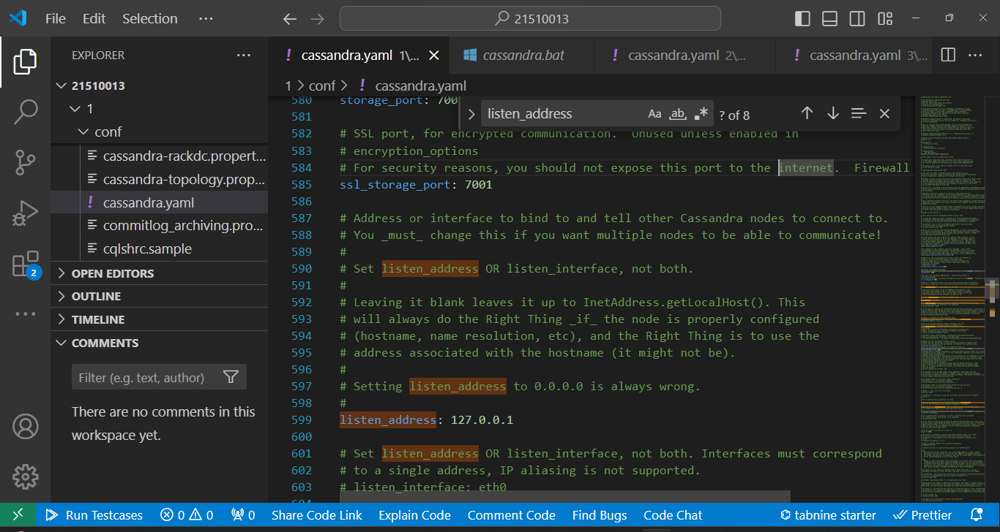 File Edit Selection ···
21510013
EXPLORER
21510013
1
conf
cassandra-rackdc.propert...
cassandra-topology.prop...
! cassandra.yaml
commitlog_archiving.pro...
cqlshrc.sample
OPEN EDITORS
OUTLINE
TIMELINE
COMMENTS
Filter (e.g. text, author)
There are no comments in this
workspace yet.
! cassandra.yaml 1\...
cassandra.bat
! cassandra.yaml 2\...
! cassandra.yaml 3\...
1 > conf > ! cassandra.yaml
listen_address
Aa ab .*
? of 8
580 storage_port: 700
581
582 # SSL port, for encrypted communication.  Unused unless enabled in
583 # encryption_options
584 # For security reasons, you should not expose this port to the internet.  Firewall
585 ssl_storage_port: 7001
586
587 # Address or interface to bind to and tell other Cassandra nodes to connect to.
588 # You _must_ change this if you want multiple nodes to be able to communicate!
589 #
590 # Set listen_address OR listen_interface, not both.
591 #
592 # Leaving it blank leaves it up to InetAddress.getLocalHost(). This
593 # will always do the Right Thing _if_ the node is properly configured
594 # (hostname, name resolution, etc), and the Right Thing is to use the
595 # address associated with the hostname (it might not be).
596 #
597 # Setting listen_address to 0.0.0.0 is always wrong.
598 #
599 listen_address: 127.0.0.1
600
601 # Set listen_address OR listen_interface, not both. Interfaces must correspond
602 # to a single address, IP aliasing is not supported.
603 # listen_interface: eth0
2
Run Testcases 0 0 0 Share Code Link Explain Code Comment Code Find Bugs Code Chat tabnine starter Prettier